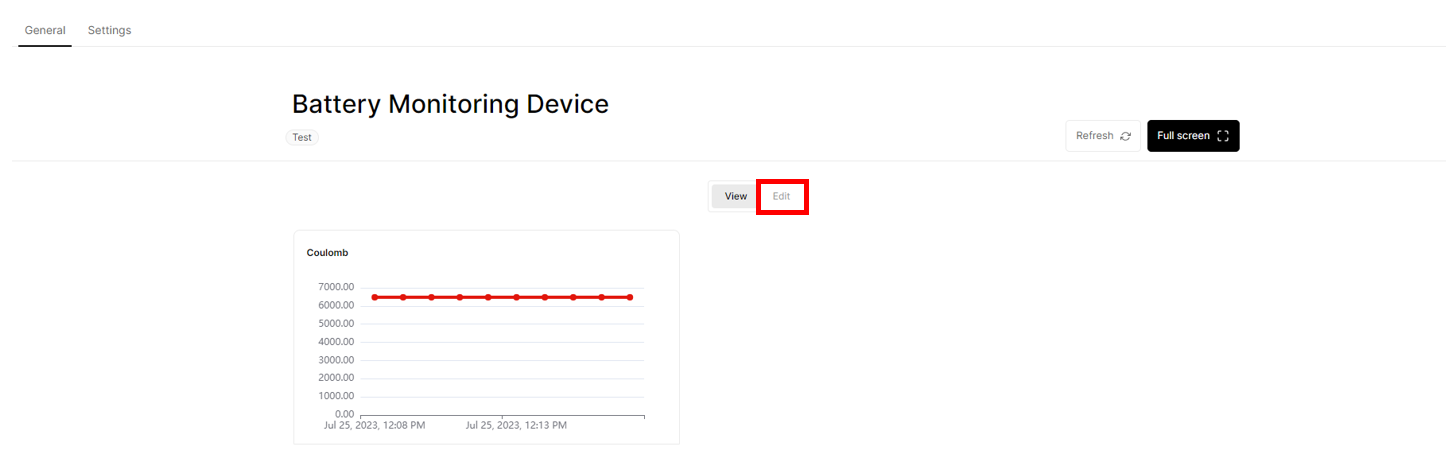 General Settings
Battery Monitoring Device
Test
Refresh Full screen
View Edit
Coulomb
7000.00
6000.00
5000.00
4000.00
3000.00
2000.00
1000.00
0.00
Jul 25, 2023, 12:08 PM Jul 25, 2023, 12:13 PM